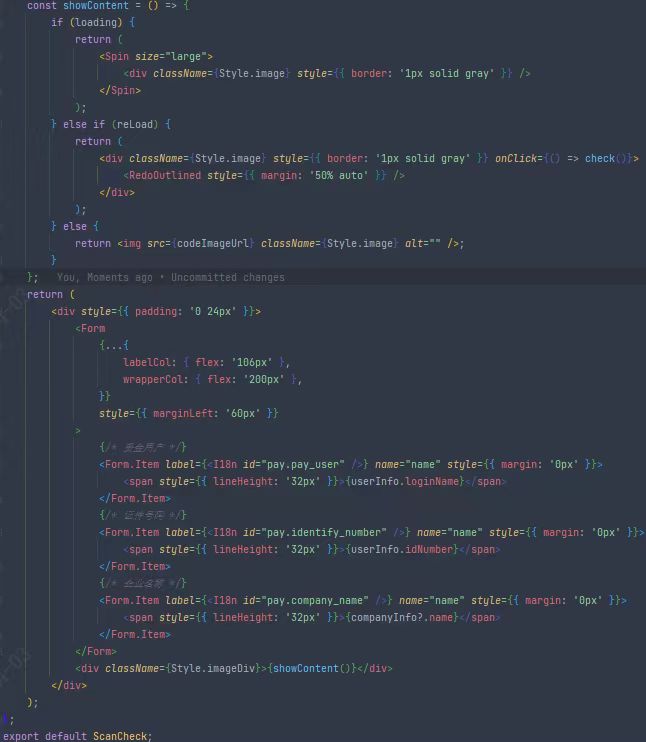 const showContent = () => {
if (loading) {
return (
<Spin size="large">
<div className={Style.image} style={{ border: '1px solid gray' }} />
</Spin>
);
} else if (reLoad) {
return (
<div className={Style.image} style={{ border: '1px solid gray' }} onClick={() => check()}>
<RedoOutlined style={{ margin: '50% auto' }} />
</div>
);
} else {
return <img src={codeImageUrl} className={Style.image} alt="" />;
}
}; You, Moments ago • Uncommitted changes
return (
<div style={{ padding: '0 24px' }}>
<Form
{...{
labelCol: { flex: '106px' },
wrapperCol: { flex: '200px' },
}}
style={{ marginLeft: '60px' }}
>
{/* 资金用户 */}
<Form.Item label={<I18n id="pay.pay_user" />} name="name" style={{ margin: '0px' }}>
<span style={{ lineHeight: '32px' }}>{userInfo.loginName}</span>
</Form.Item>
{/* 证件号码 */}
<Form.Item label={<I18n id="pay.identify_number" />} name="name" style={{ margin: '0px' }}>
<span style={{ lineHeight: '32px' }}>{userInfo.idNumber}</span>
</Form.Item>
{/* 企业名称 */}
<Form.Item label={<I18n id="pay.company_name" />} name="name" style={{ margin: '0px' }}>
<span style={{ lineHeight: '32px' }}>{companyInfo?.name}</span>
</Form.Item>
</Form>
<div className={Style.imageDiv}>{showContent()}</div>
</div>
);
};
export default ScanCheck;